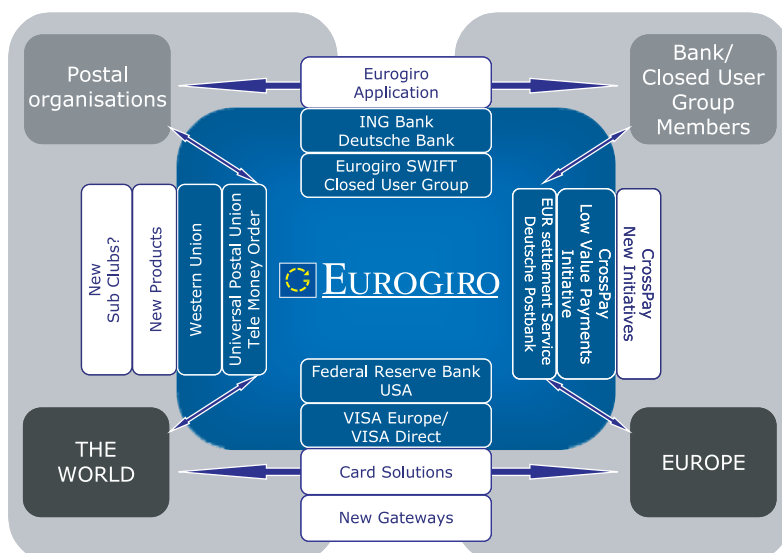 Postal
organisations
Eurogiro
Application
Bank/
Closed User
Group
Members
ING Bank
Deutsche Bank
Eurogiro SWIFT
Closed User Group
New
Sub Clubs?
New Products
Western Union
Universal Postal Union
Tele Money Order
EUROGIRO
EUR settlement Service
Deutsche Postbank
CrossPay
Low Value Payments
Initiative
CrossPay
New Initiatives
Federal Reserve Bank
USA
VISA Europe/
VISA Direct
THE
WORLD
Card Solutions
EUROPE
New Gateways